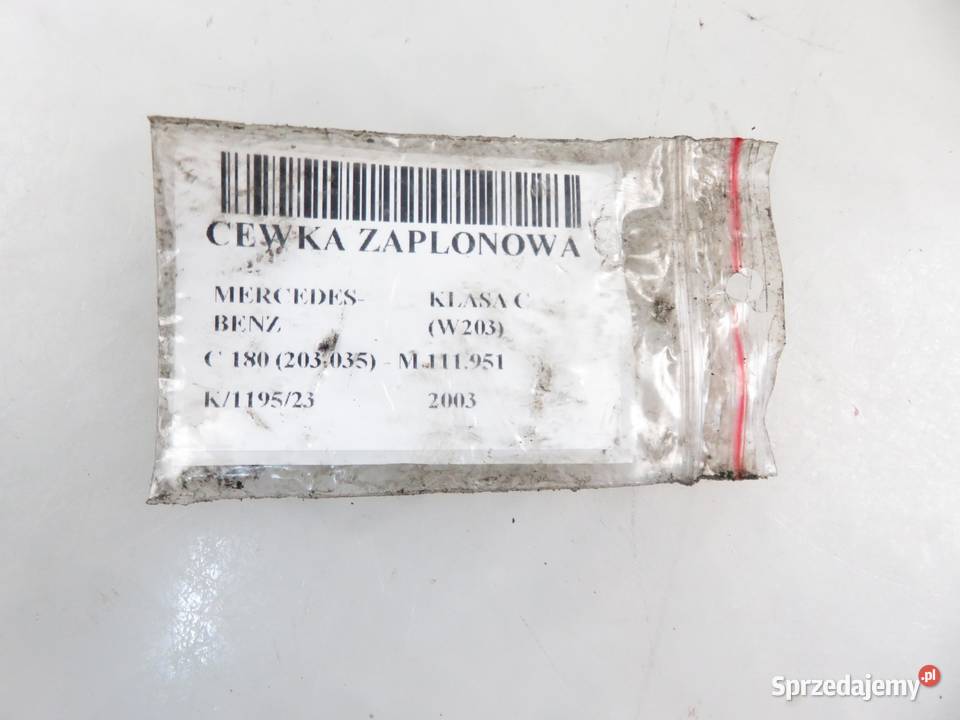 CEWKA ZAPLONOWA
MERCEDES-BENZ KLASA C (W203)
C 180 (203.035) - M 111.951
K/1195/23 2003
Sprzedajemy.pl